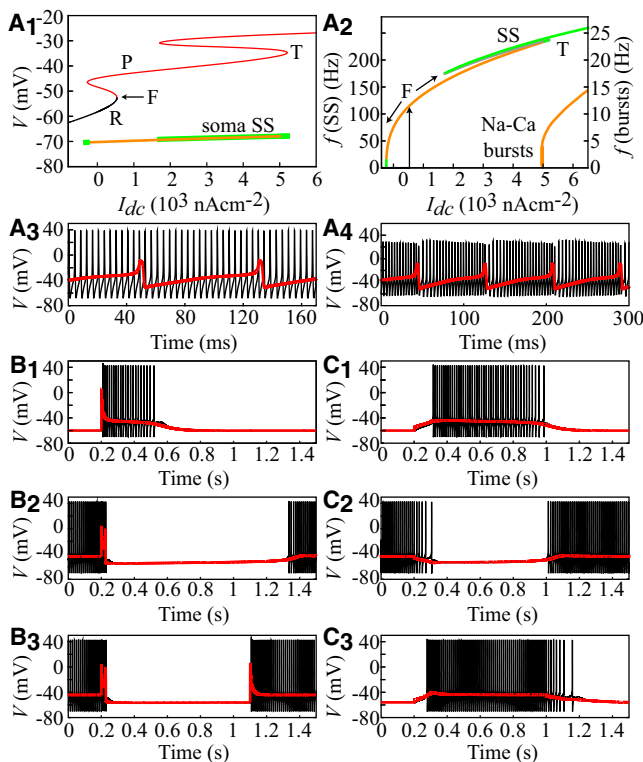 A1
V (mV)
-20
-30
-40
-50
-60
-70
-80
P
T
F
R
soma SS
0 1 2 3 4 5 6
Idc (10³ nAcm-2)
A2
f (SS) (Hz)
200
150
100
50
0
F
SS
T
Na-Ca
bursts
25
20
15
10
5
0
f (bursts) (Hz)
0 1 2 3 4 5 6
Idc (10³ nAcm-2)
A3
V (mV)
40
0
-40
-80
0 40 80 120 160
Time (ms)
A4
V (mV)
40
0
-40
-80
0 100 200 300
Time (ms)
B1
V (mV)
40
0
-40
-80
0 0.2 0.4 0.6 0.8 1 1.2 1.4
Time (s)
C1
V (mV)
40
0
-40
-80
0 0.2 0.4 0.6 0.8 1 1.2 1.4
Time (s)
B2
V (mV)
40
0
-40
-80
0 0.2 0.4 0.6 0.8 1 1.2 1.4
Time (s)
C2
V (mV)
40
0
-40
-80
0 0.2 0.4 0.6 0.8 1 1.2 1.4
Time (s)
B3
V (mV)
40
0
-40
-80
0 0.2 0.4 0.6 0.8 1 1.2 1.4
Time (s)
C3
V (mV)
40
0
-40
-80
0 0.2 0.4 0.6 0.8 1 1.2 1.4
Time (s)